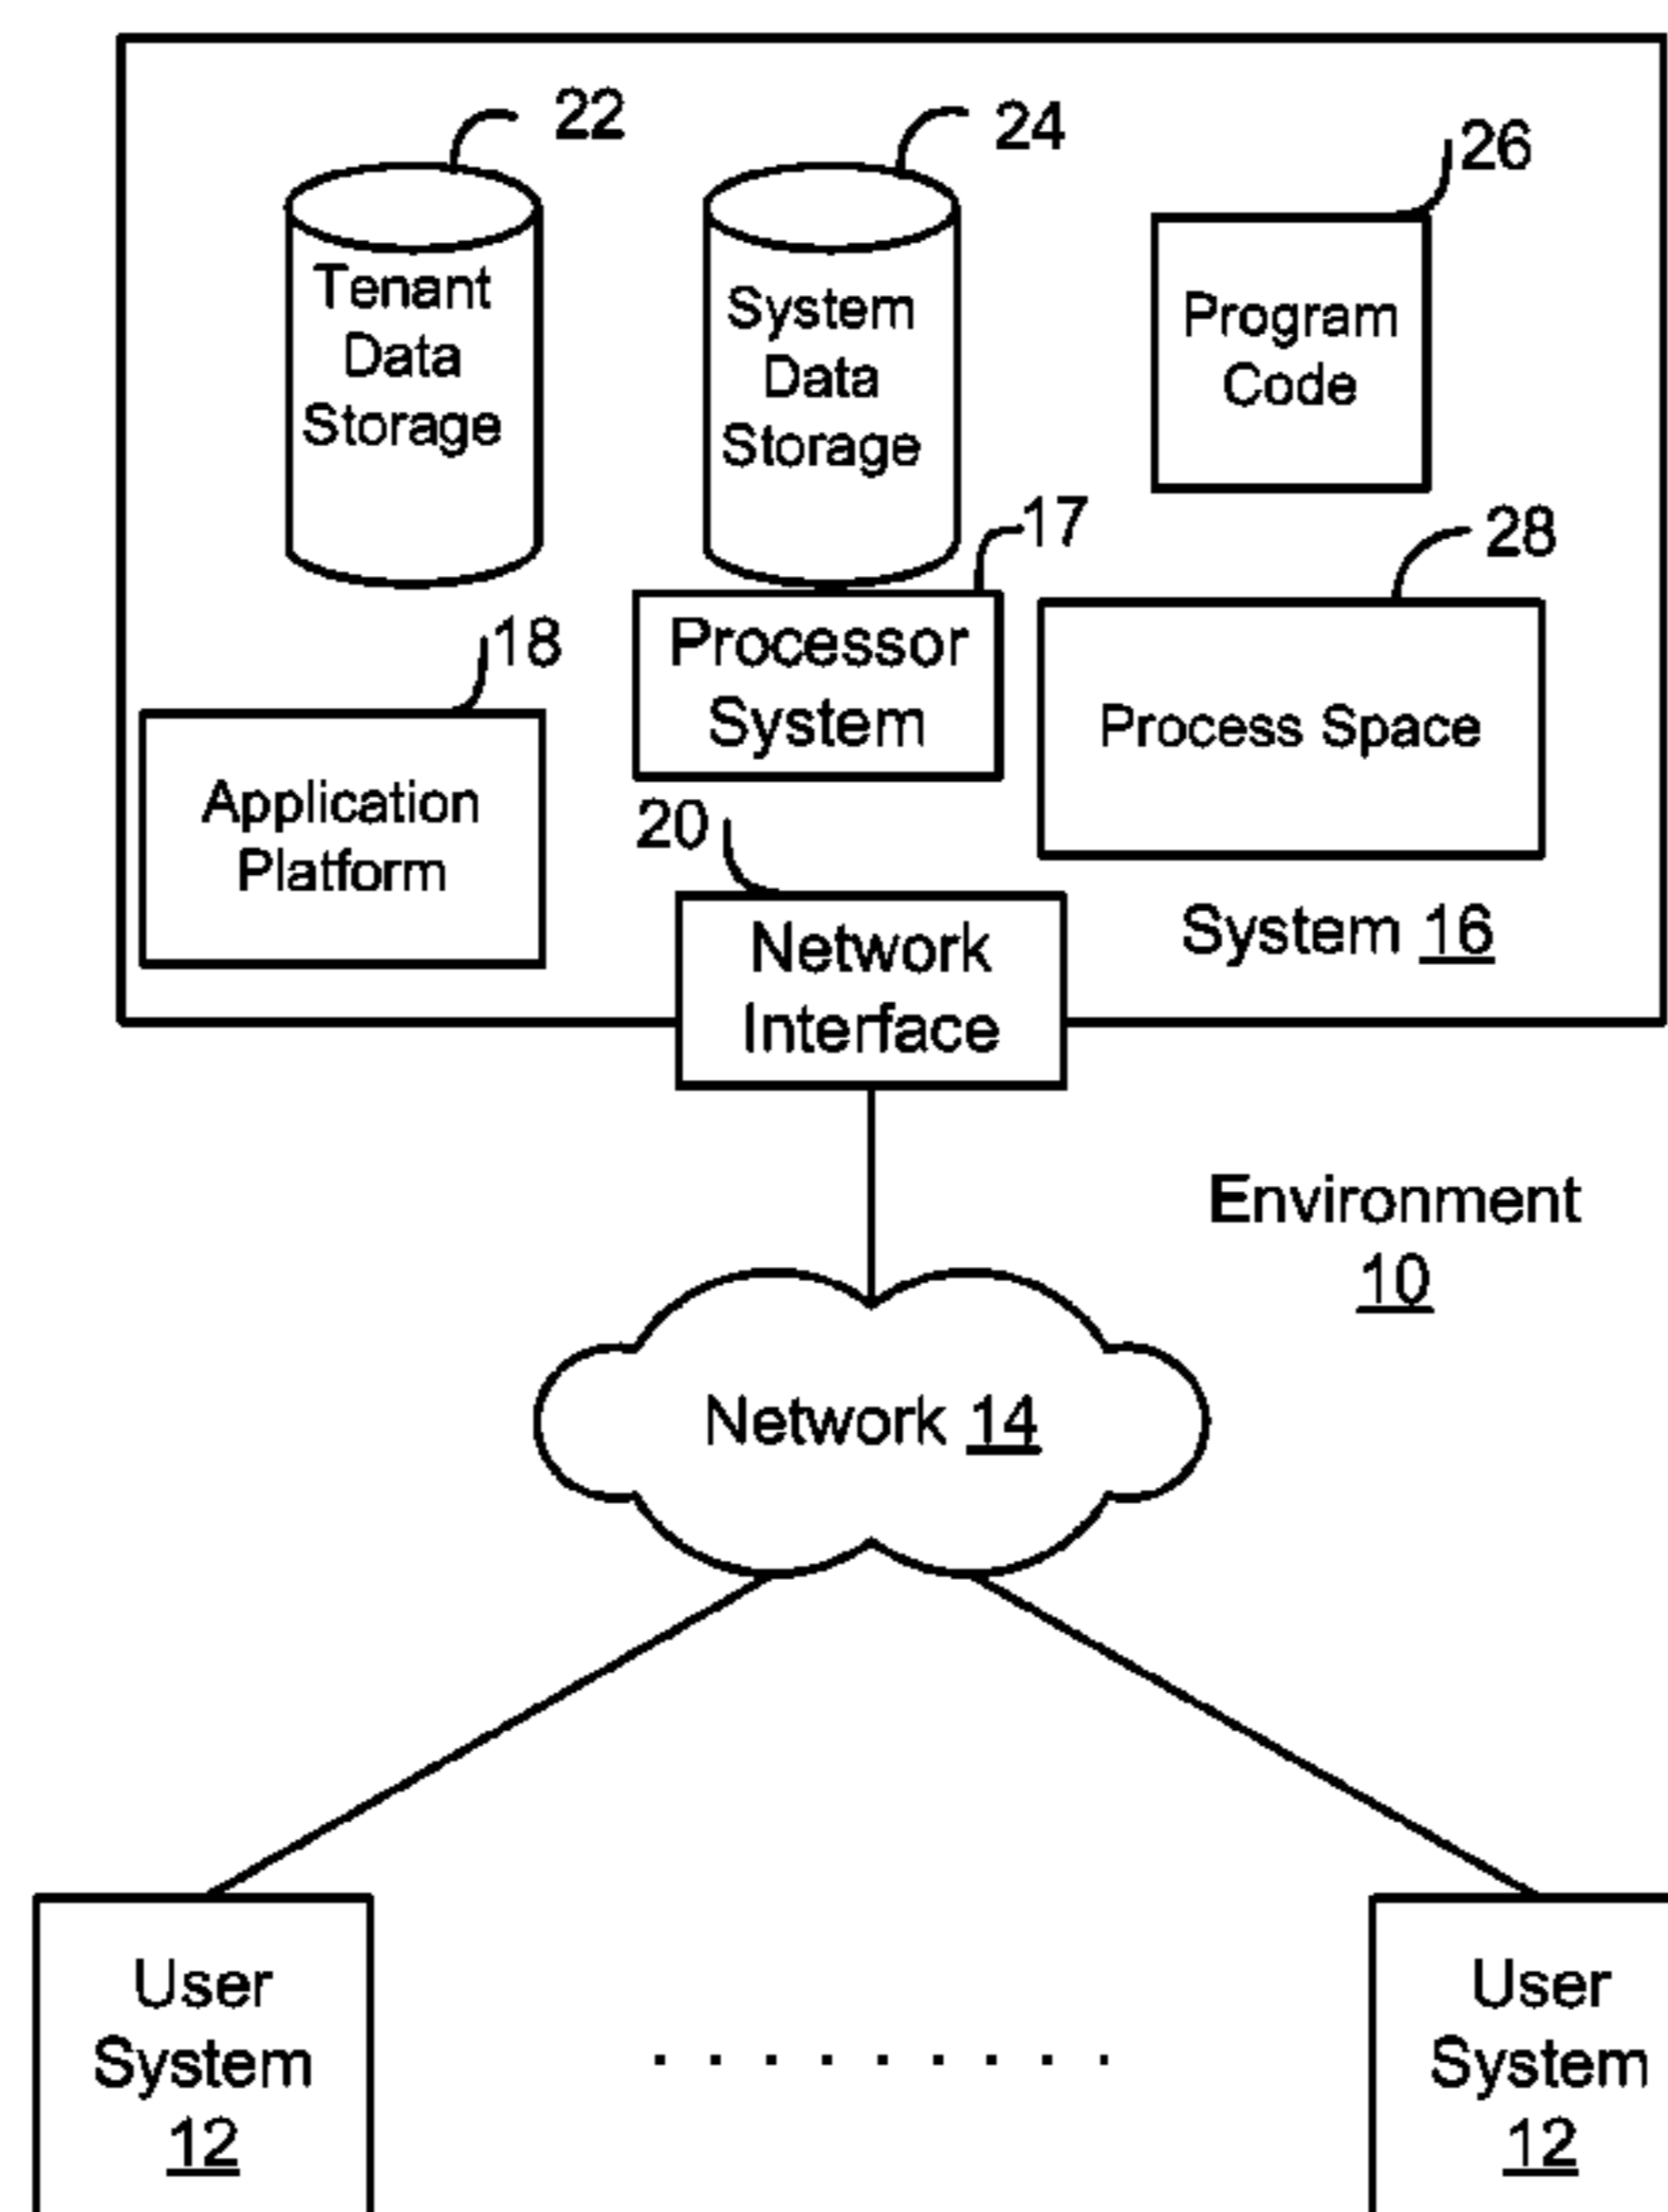 22
24
26
Tenant
Data
Storage
System
Data
Storage
Program
Code
17
28
18
Processor
System
Process Space
Application
Platform
20
System 16
Network
Interface
Environment
10
Network 14
User
System
12
. . . . . . . . .
User
System
12